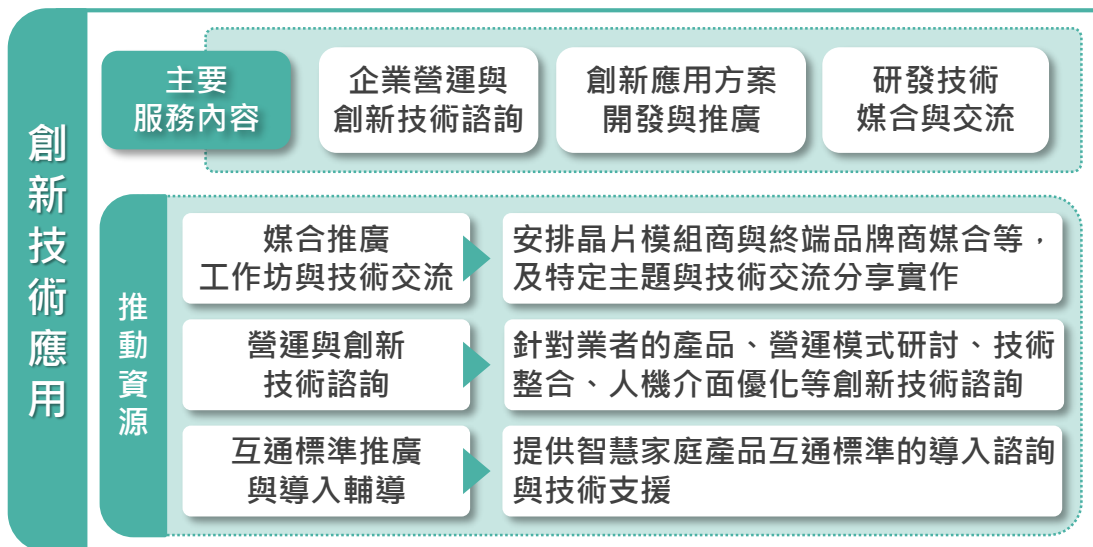 創新技術應用
主要
服務內容
企業營運與
創新技術諮詢
創新應用方案
開發與推廣
研發技術
媒合與交流
推動資源
媒合推廣
工作坊與技術交流
安排晶片模組商與終端品牌商媒合等，
及特定主題與技術交流分享實作
營運與創新
技術諮詢
針對業者的產品、營運模式研討、技術
整合、人機介面優化等創新技術諮詢
互通標準推廣
與導入輔導
提供智慧家庭產品互通標準的導入諮詢
與技術支援